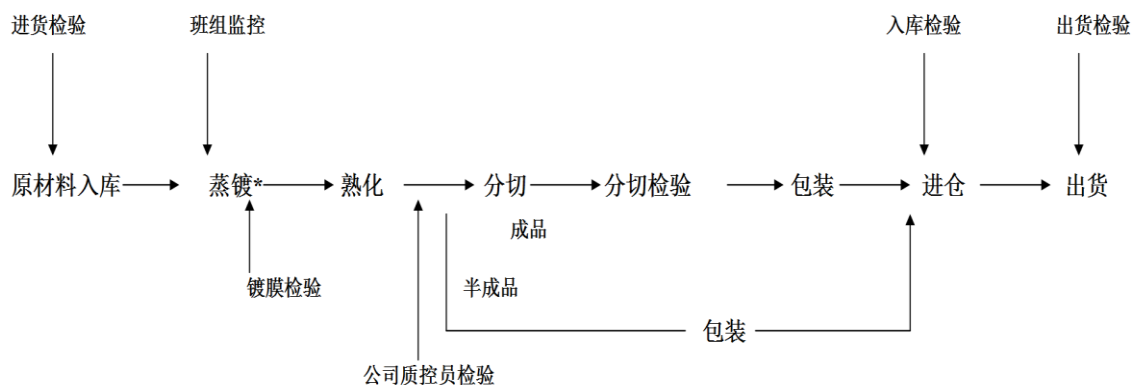 进货检验
班组监控
入库检验
出货检验
原材料入库
蒸镀*
熟化
分切
分切检验
包装
进仓
出货
成品
镀膜检验
半成品
包装
公司质控员检验